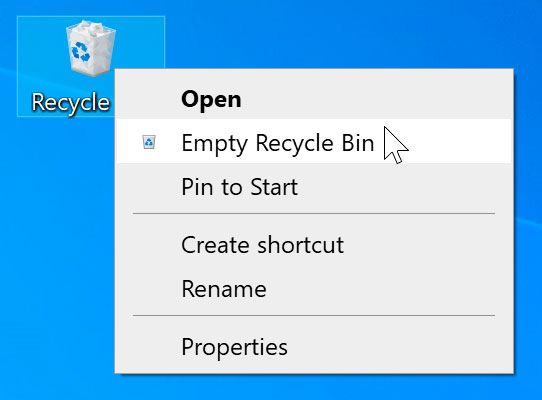 Recycle
Open
Empty Recycle Bin
Pin to Start
Create shortcut
Rename
Properties